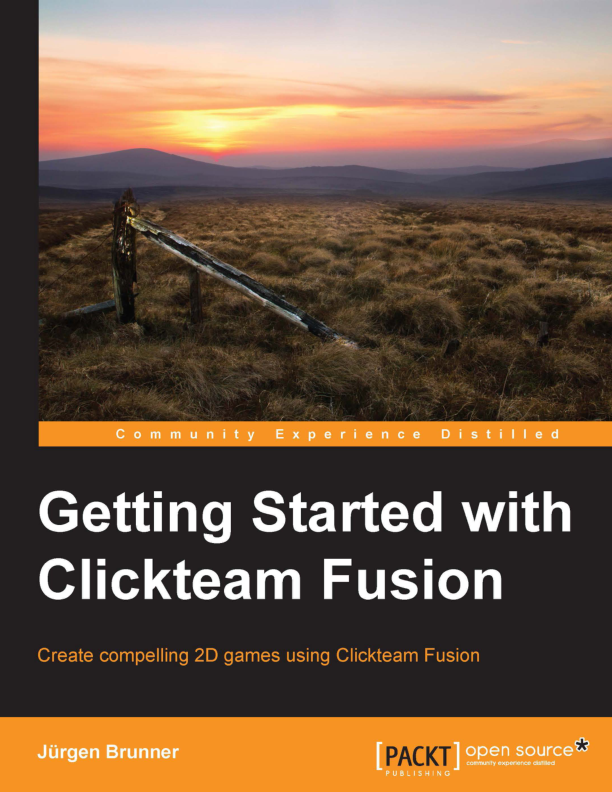 Community Experience Distilled
Getting Started with
Clickteam Fusion
Create compelling 2D games using Clickteam Fusion
Jürgen Brunner
[PACKT]
PUBLISHING
open source*
community experience distilled